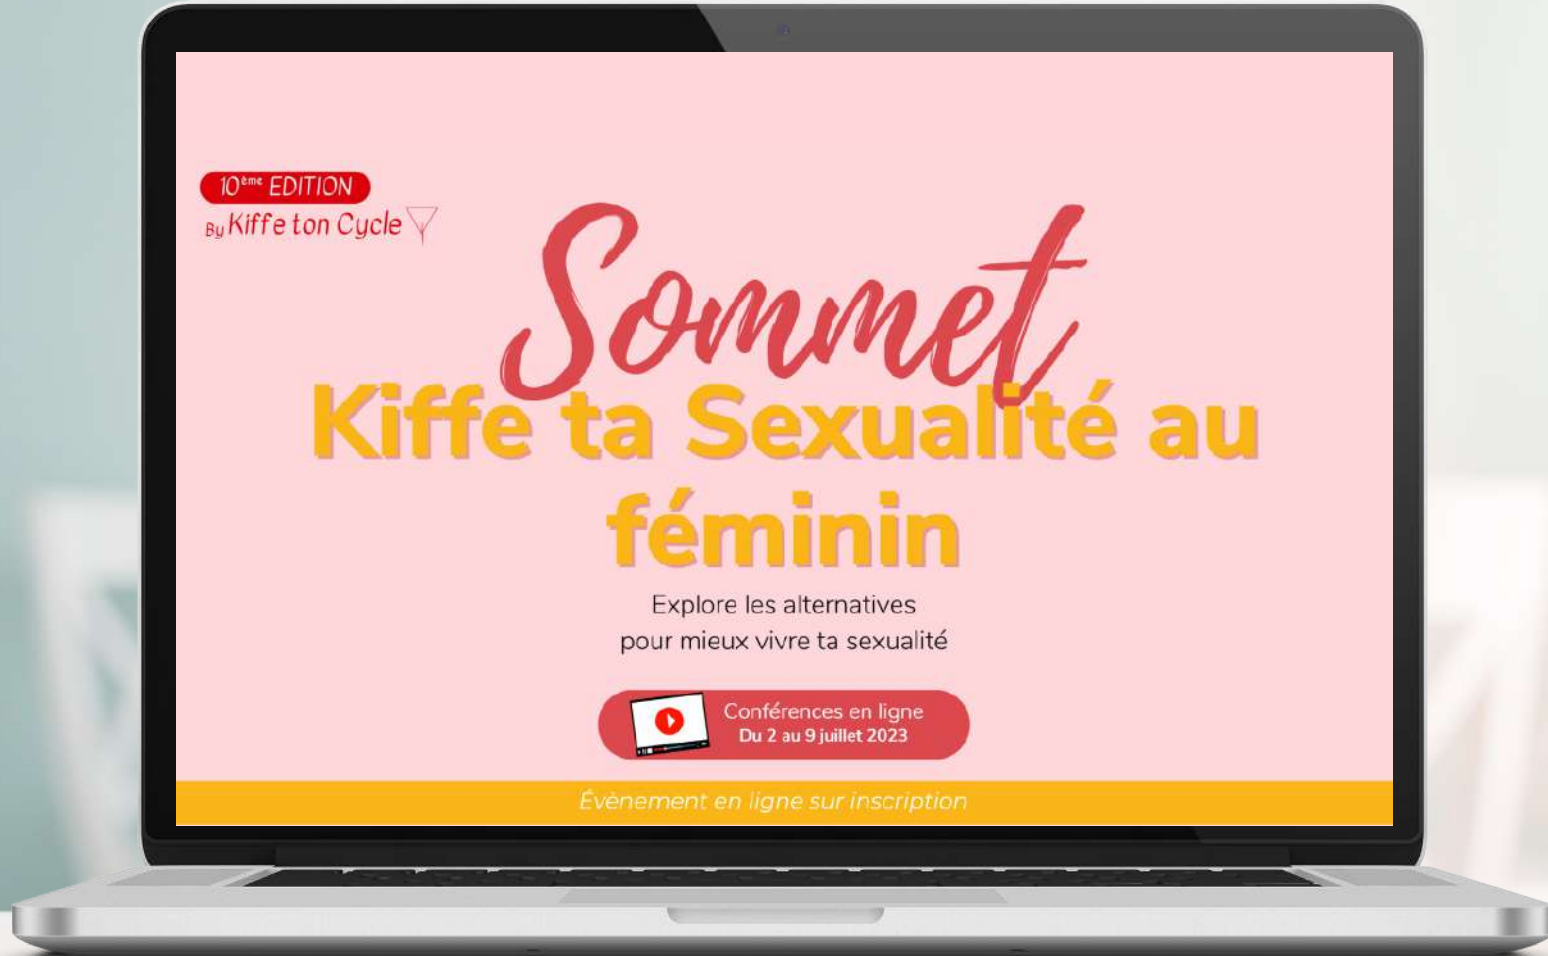 10ème EDITION
By Kiffe ton Cycle
Sommet
Kiffe ta Sexualité au
féminin
Explore les alternatives
pour mieux vivre ta sexualité
Conférences en ligne
Du 2 au 9 juillet 2023
Évènement en ligne sur inscription